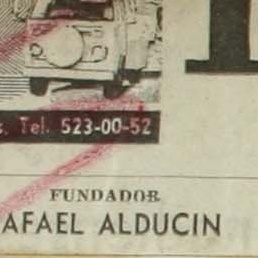 Tel. 523-00-52
FUNDADOR
AFAEL ALDUCIN